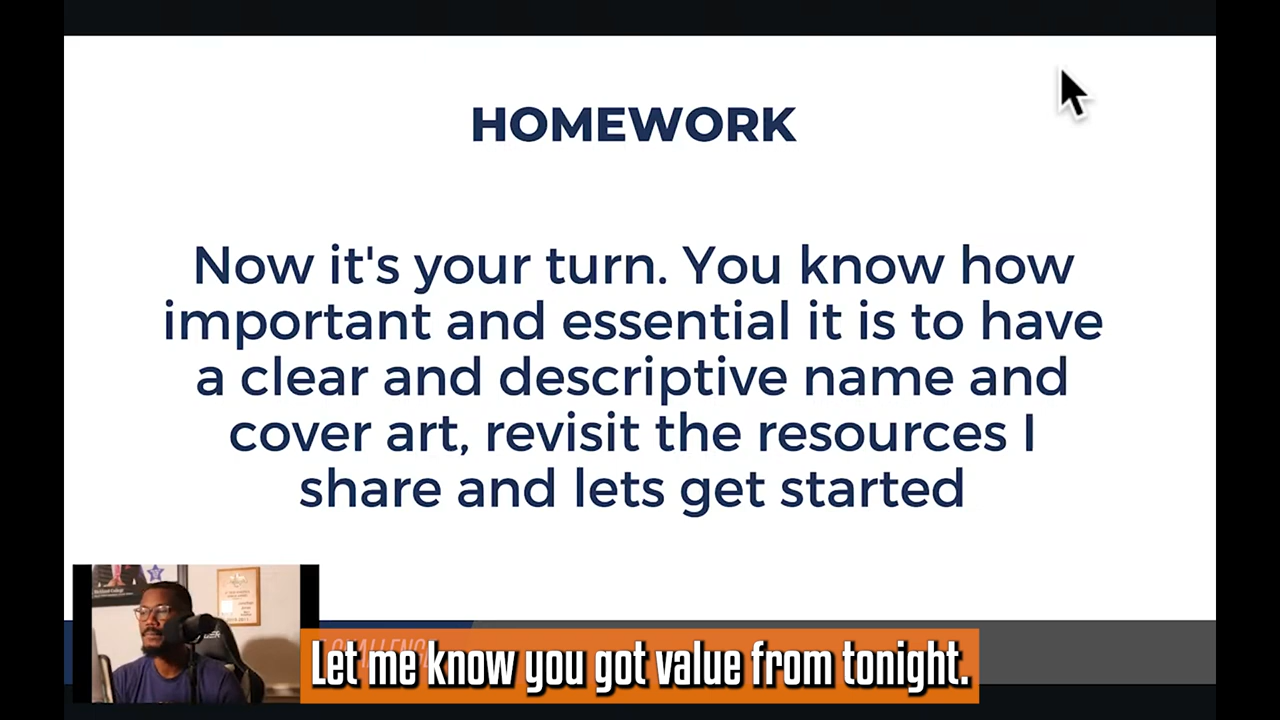 HOMEWORK
Now it's your turn. You know how
important and essential it is to have
a clear and descriptive name and
cover art, revisit the resources I
share and lets get started
Let me know you got value from tonight.